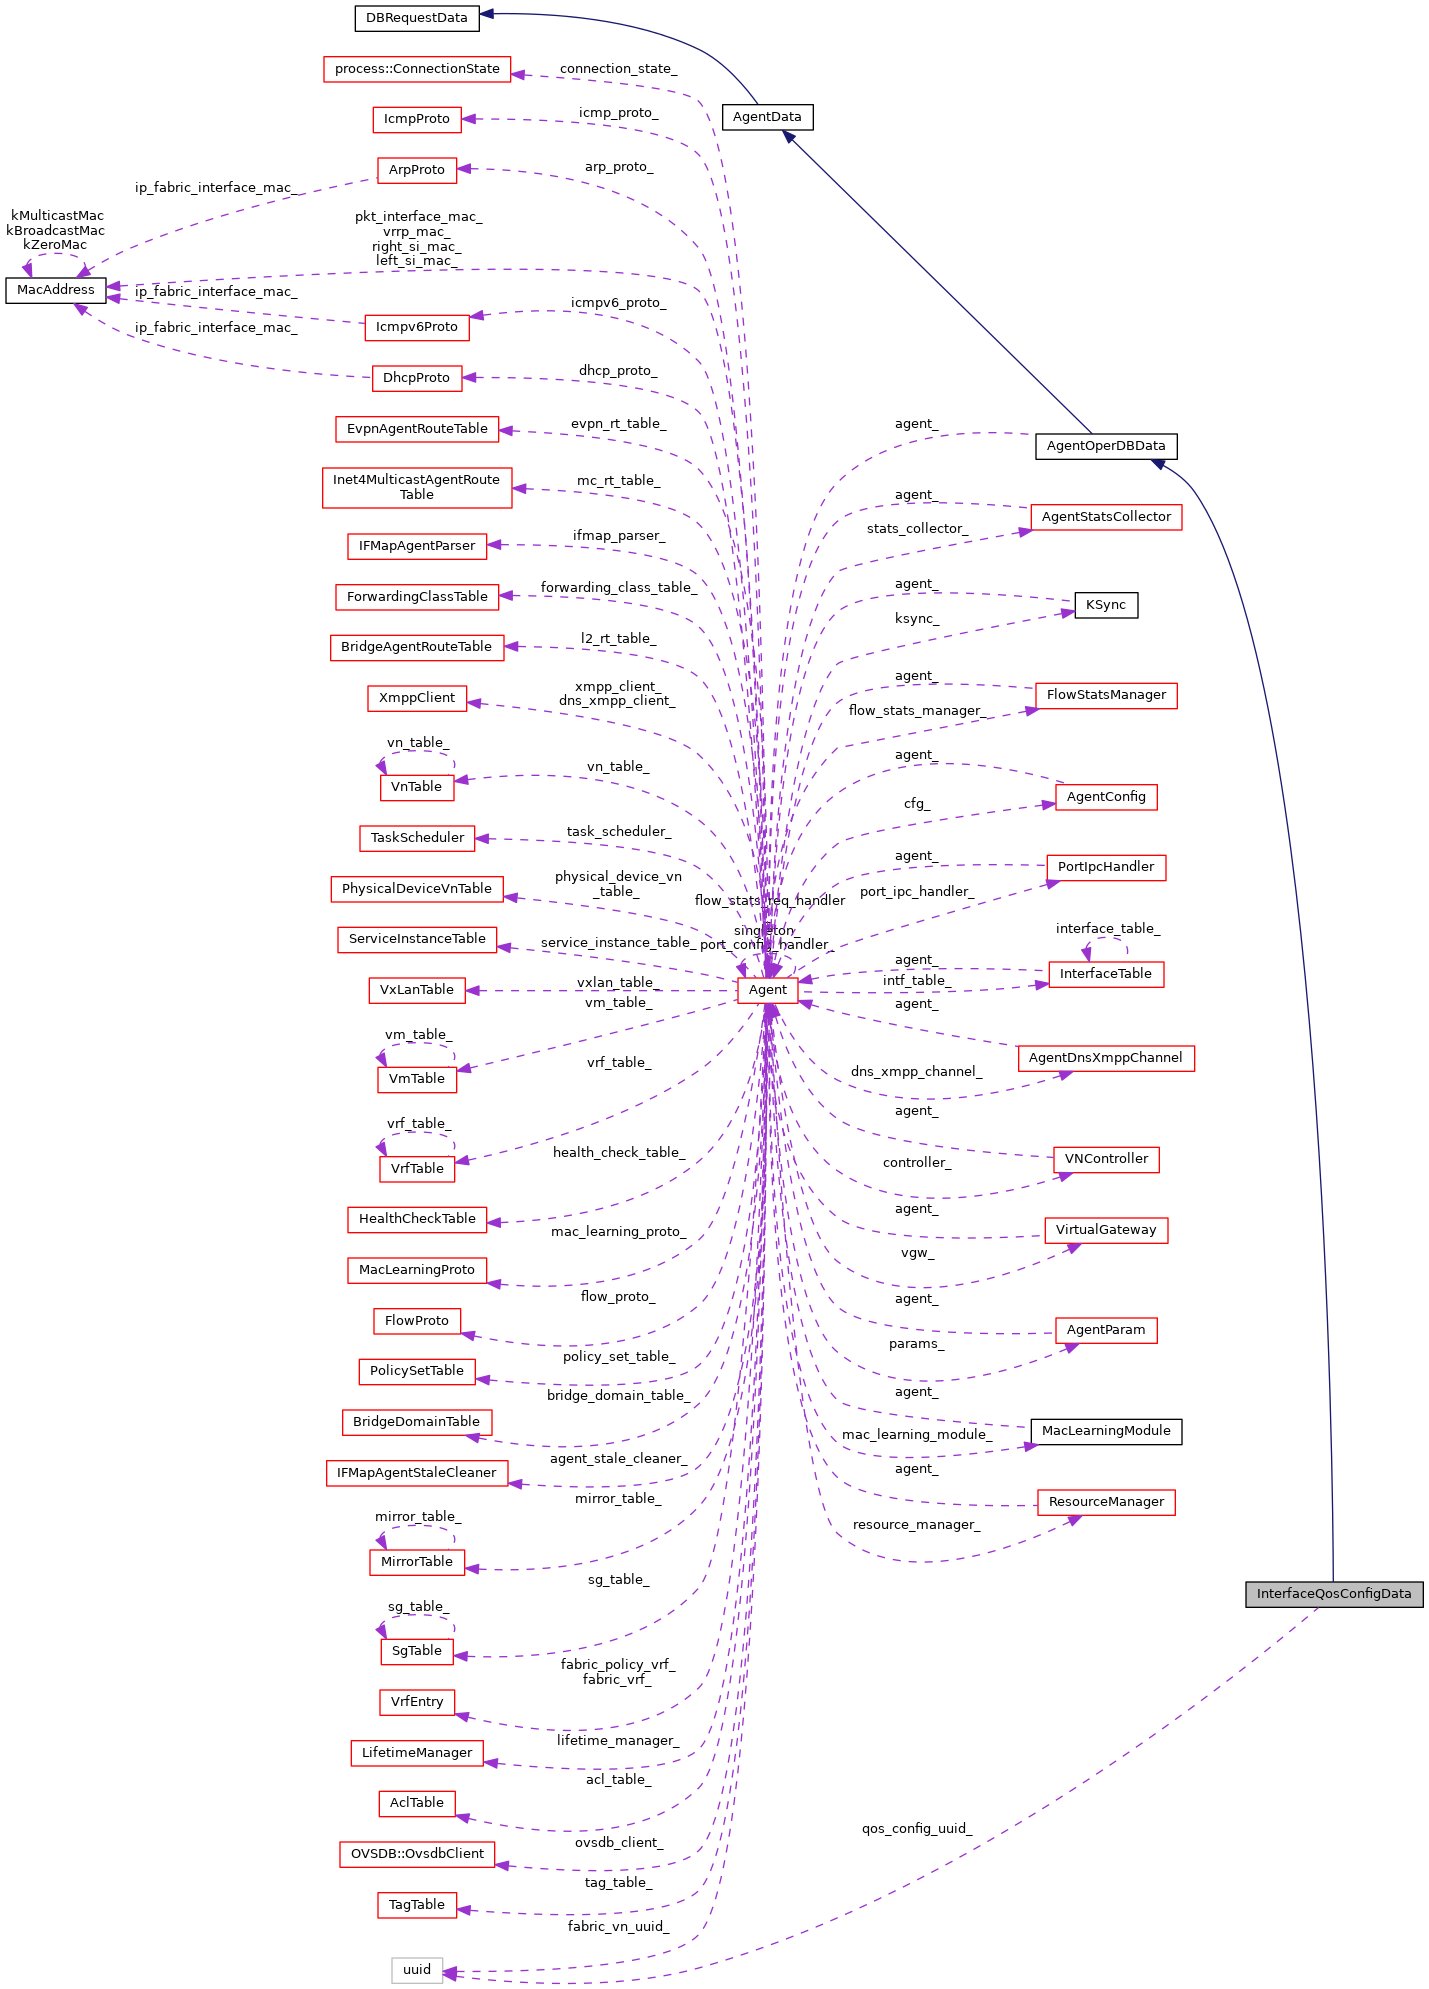 DBRequestData
process::ConnectionState
connection_state_
IcmpProto
icmp_proto_
AgentData
ArpProto
arp_proto_
ip_fabric_interface_mac_
kMulticastMac
kBroadcastMac
kZeroMac
pkt_interface_mac_
vrrp_mac_
right_si_mac_
left_si_mac_
MacAddress
ip_fabric_interface_mac_
Icmpv6Proto
icmpv6_proto_
ip_fabric_interface_mac_
DhcpProto
dhcp_proto_
EvpnAgentRouteTable
evpn_rt_table_
agent_
AgentOperDBData
Inet4MulticastAgentRoute
Table
mc_rt_table_
agent_
AgentStatsCollector
stats_collector_
IFMapAgentParser
ifmap_parser_
ForwardingClassTable
forwarding_class_table_
agent_
KSync
ksync_
BridgeAgentRouteTable
l2_rt_table_
XmppClient
xmpp_client_
dns_xmpp_client_
agent_
FlowStatsManager
flow_stats_manager_
vn_table_
VnTable
vn_table_
agent_
AgentConfig
cfg_
TaskScheduler
task_scheduler_
agent_
PortIpcHandler
port_ipc_handler_
PhysicalDeviceVnTable
physical_device_vn
_table_
flow_stats_req_handler
singleton_
port_config_handler_
ServiceInstanceTable
service_instance_table_
interface_table_
InterfaceTable
agent_
intf_table_
VxLanTable
vxlan_table_
Agent
vm_table_
agent_
vm_table_
VmTable
AgentDnsXmppChannel
dns_xmpp_channel_
vrf_table_
agent_
vrf_table_
VrfTable
health_check_table_
VNController
controller_
HealthCheckTable
mac_learning_proto_
agent_
VirtualGateway
vgw_
MacLearningProto
flow_proto_
agent_
FlowProto
AgentParam
params_
PolicySetTable
policy_set_table_
agent_
BridgeDomainTable
bridge_domain_table_
MacLearningModule
mac_learning_module_
IFMapAgentStaleCleaner
agent_stale_cleaner_
agent_
ResourceManager
resource_manager_
mirror_table_
mirror_table_
MirrorTable
sg_table_
InterfaceQosConfigData
sg_table_
SgTable
fabric_policy_vrf_
fabric_vrf_
VrfEntry
lifetime_manager_
LifetimeManager
acl_table_
AclTable
qos_config_uuid_
ovsdb_client_
OVSDB::OvsdbClient
tag_table_
TagTable
fabric_vn_uuid_
uuid